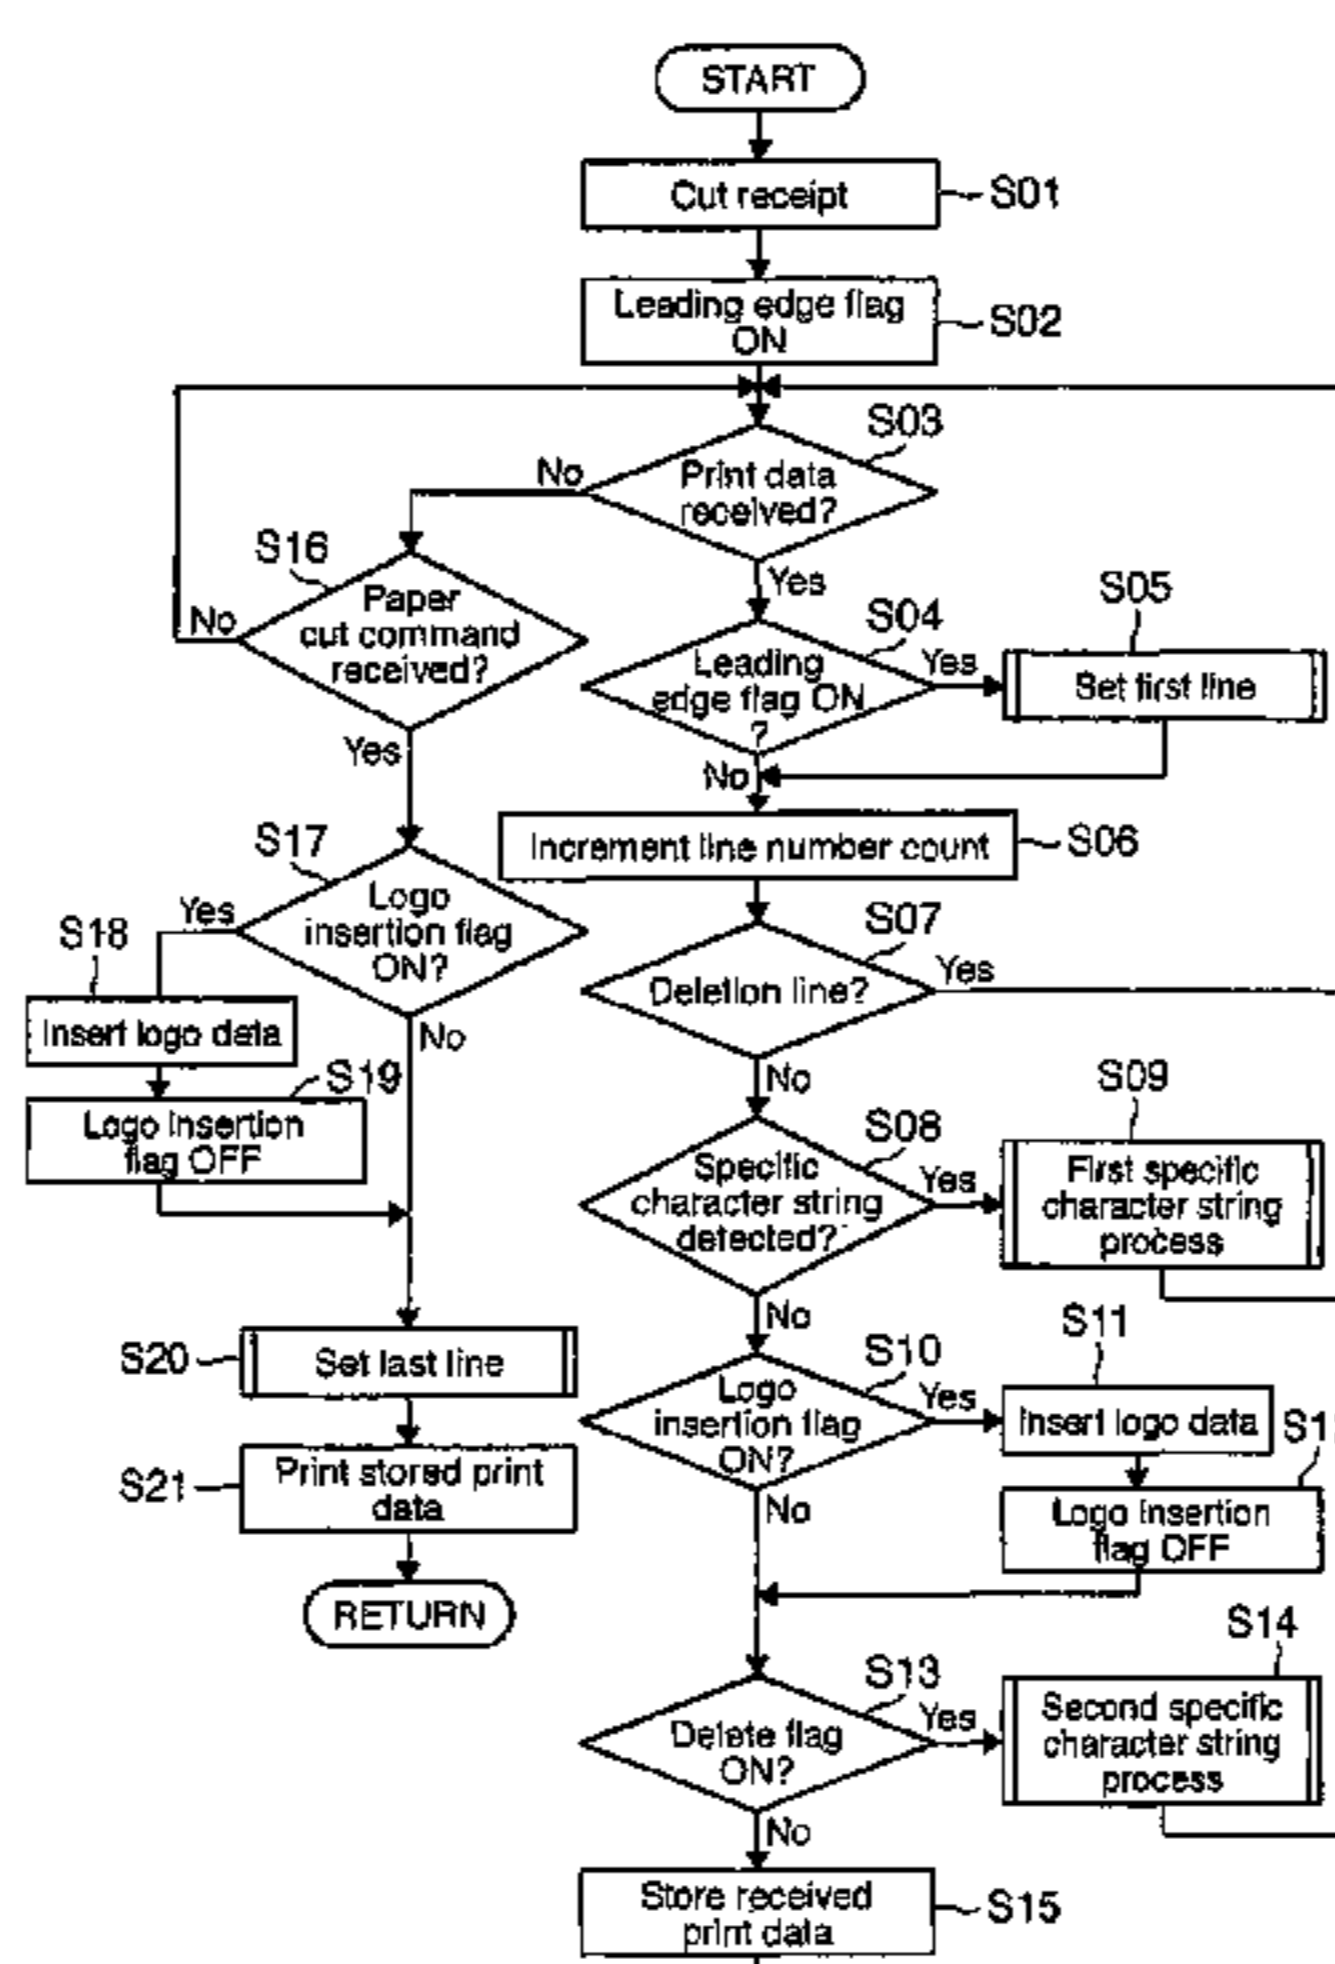 START
Cut receipt
S01
Leading edge flag
ON
S02
S03
Print data
received?
No
Yes
S16
Paper
cut command
received?
No
Yes
S04
Leading
edge flag ON
?
Yes
No
S05
Set first line
Increment line number count
S06
S17
Logo
insertion flag
ON?
Yes
No
S18
Insert logo data
S19
Logo Insertion
flag OFF
S07
Deletion line?
Yes
No
S08
Specific
character string
detected?
Yes
No
S09
First specific
character string
process
S20
Set last line
S21
Print stored print
data
RETURN
S10
Logo
insertion flag
ON?
Yes
No
S11
Insert logo data
Logo Insertion
flag OFF
S13
Delete flag
ON?
Yes
No
S14
Second specific
character string
process
Store received
print data
S15